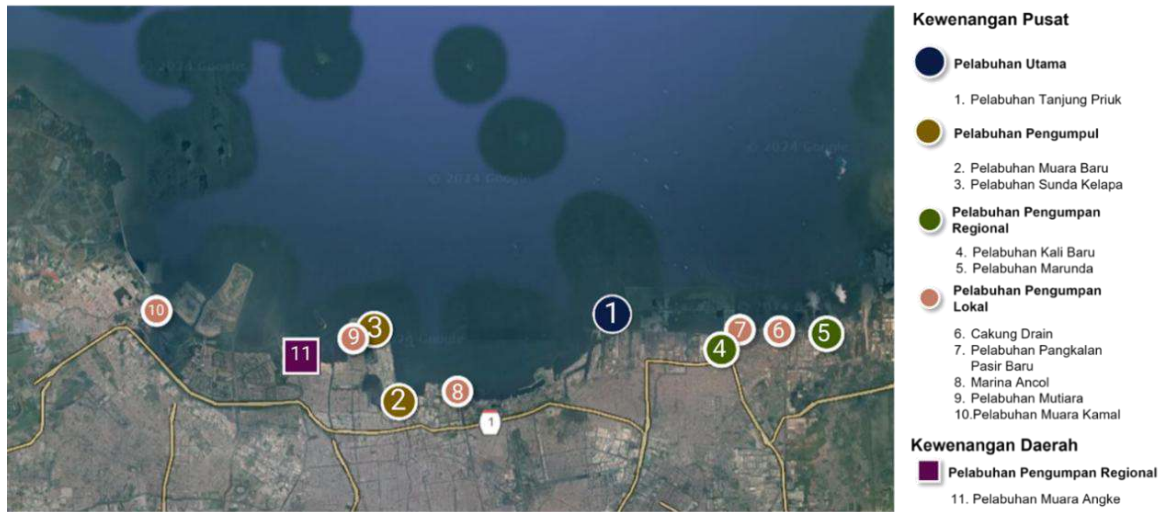 Kewenangan Pusat
Pelabuhan Utama
1. Pelabuhan Tanjung Priuk
Pelabuhan Pengumpul
2. Pelabuhan Muara Baru
3. Pelabuhan Sunda Kelapa
Pelabuhan Pengumpan
Regional
4. Pelabuhan Kali Baru
5. Pelabuhan Marunda
Pelabuhan Pengumpan
Lokal
6. Cakung Drain
7. Pelabuhan Pangkalan
Pasir Baru
8. Marina Ancol
9. Pelabuhan Mutiara
10.Pelabuhan Muara Kamal
Kewenangan Daerah
Pelabuhan Pengumpan Regional
11. Pelabuhan Muara Angke
© 2024 Google
© 2024 Google
10
11
9
3
2
8
1
1
4
7
6
5